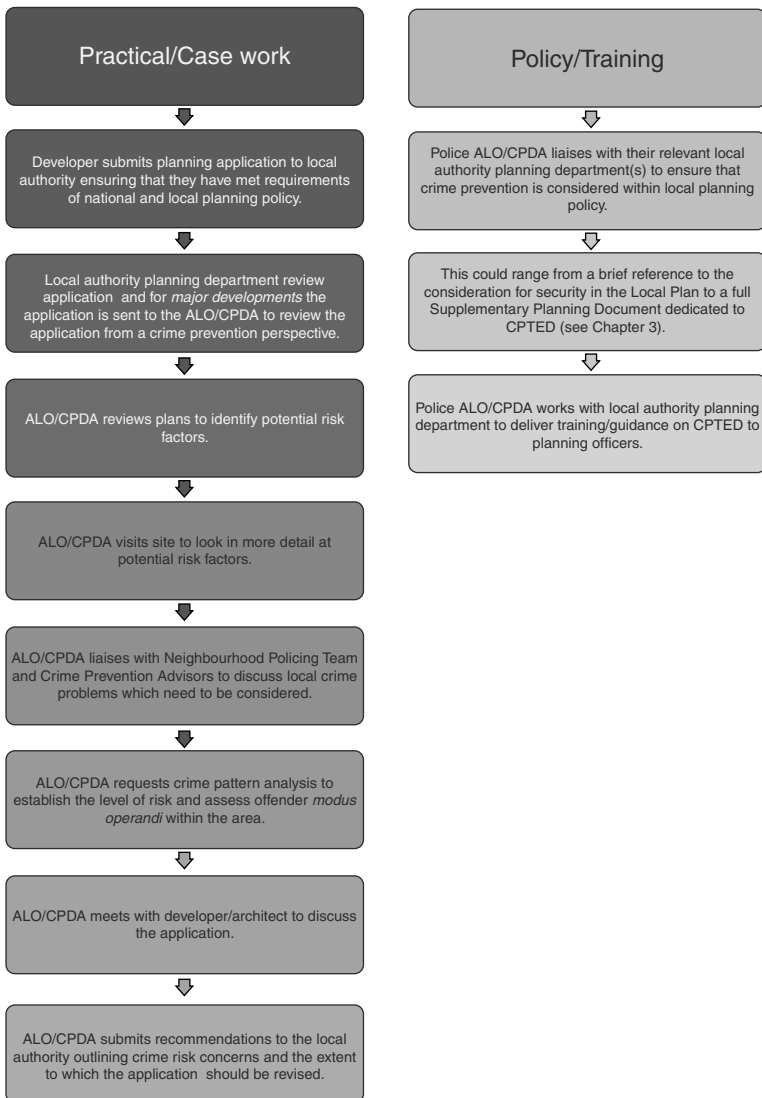 Practical/Case work
Developer submits planning application to local
authority ensuring that they have met requirements
of national and local planning policy.
Local authority planning department review
application and for major developments the
application is sent to the ALO/CPDA to review the
application from a crime prevention perspective.
ALO/CPDA reviews plans to identify potential risk
factors.
ALO/CPDA visits site to look in more detail at
potential risk factors.
ALO/CPDA liaises with Neighbourhood Policing Team
and Crime Prevention Advisors to discuss local crime
problems which need to be considered.
ALO/CPDA requests crime pattern analysis to
establish the level of risk and assess offender modus
operandi within the area.
ALO/CPDA meets with developer/architect to discuss
the application.
ALO/CPDA submits recommendations to the local
authority outlining crime risk concerns and the extent
to which the application should be revised.
Policy/Training
Police ALO/CPDA liaises with their relevant local
authority planning department(s) to ensure that
crime prevention is considered within local planning
policy.
This could range from a brief reference to the
consideration for security in the Local Plan to a full
Supplementary Planning Document dedicated to
CPTED (see Chapter 3).
Police ALO/CPDA works with local authority planning
department to deliver training/guidance on CPTED to
planning officers.